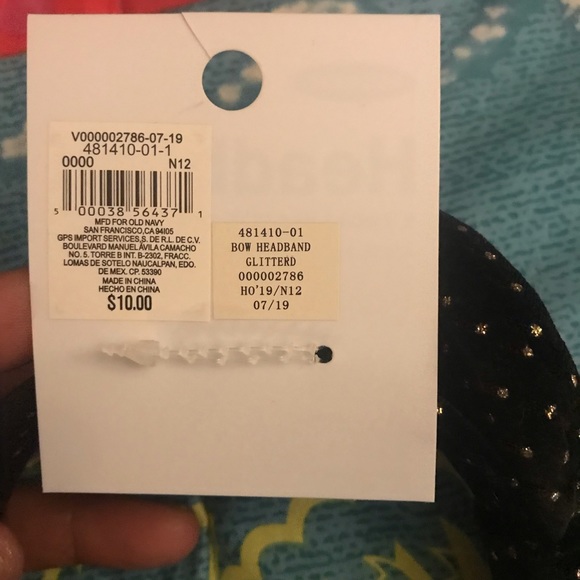 V000002786-07-19
481410-01-1
0000 N12
5 00038 56437 1
MFD FOR OLD NAVY
SAN FRANCISCO,CA 94105
GPS IMPORT SERVICES,S. DE R.L. DE C.V.
BOULEVARD MANUEL ÁVILA CAMACHO
NO. 5. TORRE B INT. B-2302, FRACC.
LOMAS DE SOTELO NAUCALPAN, EDO.
DE MEX. CP. 53390
MADE IN CHINA
HECHO EN CHINA
$10.00
481410-01
BOW HEADBAND
GLITTERD
000002786
HO'19/N12
07/19